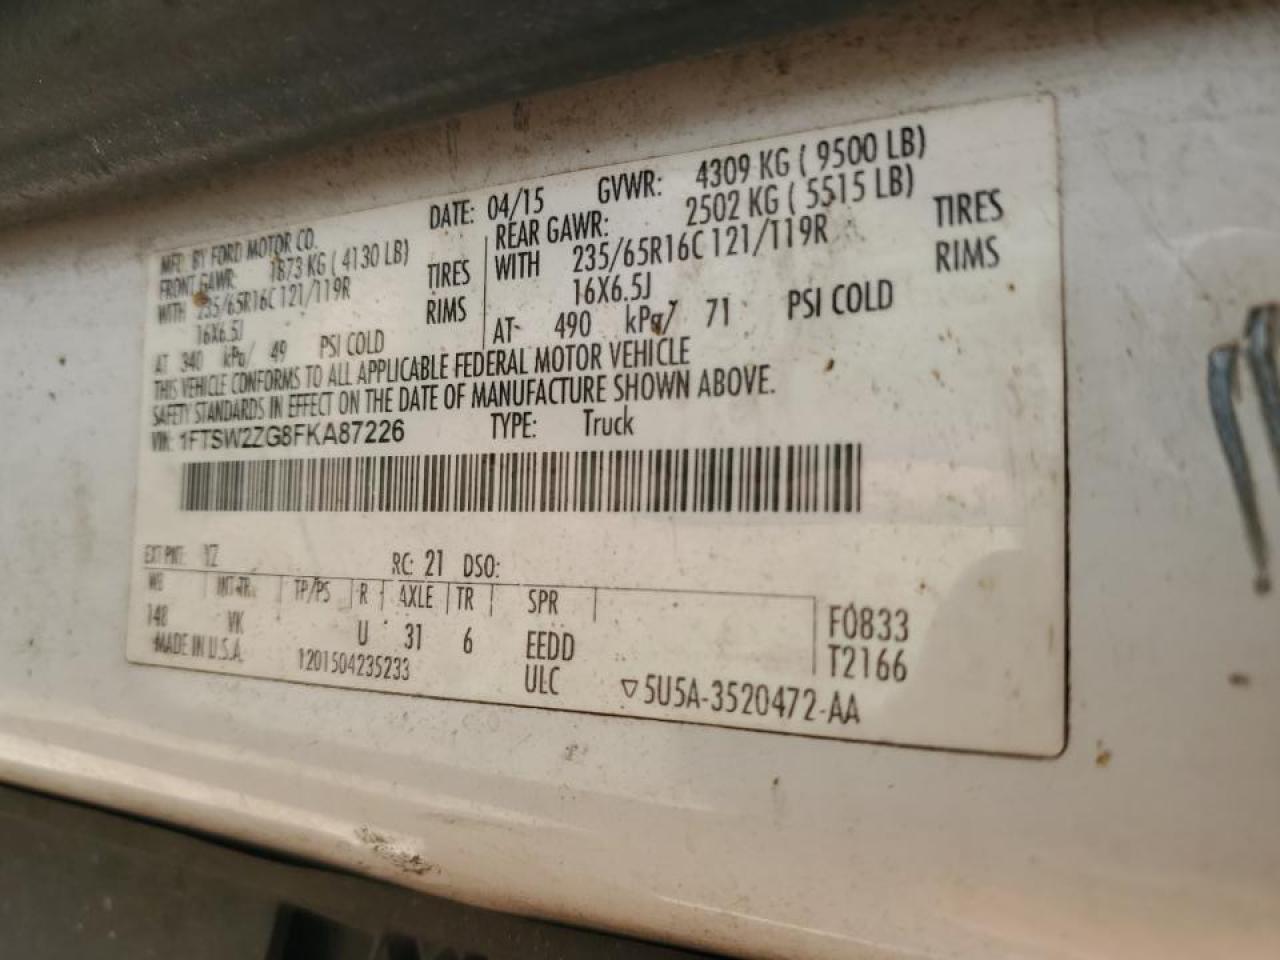 MFD. BY FORD MOTOR CO.
DATE: 04/15 GVWR: 4309 KG ( 9500 LB)
FRONT GAWR: 1873 KG ( 4130 LB)
REAR GAWR: 2502 KG ( 5515 LB)
WITH 235/65R16C 121/119R TIRES
WITH 235/65R16C 121/119R TIRES
16X6.5J RIMS
16X6.5J RIMS
AT 340 kPa/ 49 PSI COLD
AT 490 kPa/ 71 PSI COLD
THIS VEHICLE CONFORMS TO ALL APPLICABLE FEDERAL MOTOR VEHICLE
SAFETY STANDARDS IN EFFECT ON THE DATE OF MANUFACTURE SHOWN ABOVE.
VIN: 1FTSW2ZG8FKA87226 TYPE: Truck
EXT PNT: YZ RC: 21 DSO:
WB INT TR. TP/PS R AXLE TR SPR
148 VK U 31 6 EEDD F0833
MADE IN U.S.A. 1201504235233 ULC T2166
▽ 5U5A-3520472-AA